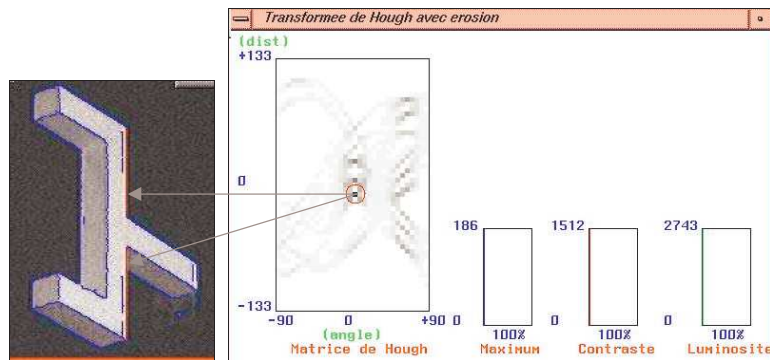 Transformee de Hough avec erosion
(dist)
+133
0
-133
-90 0 +90
(angle)
Matrice de Hough
186
0
100%
Maximum
1512
0
100%
Contraste
2743
0
100%
Luminosite